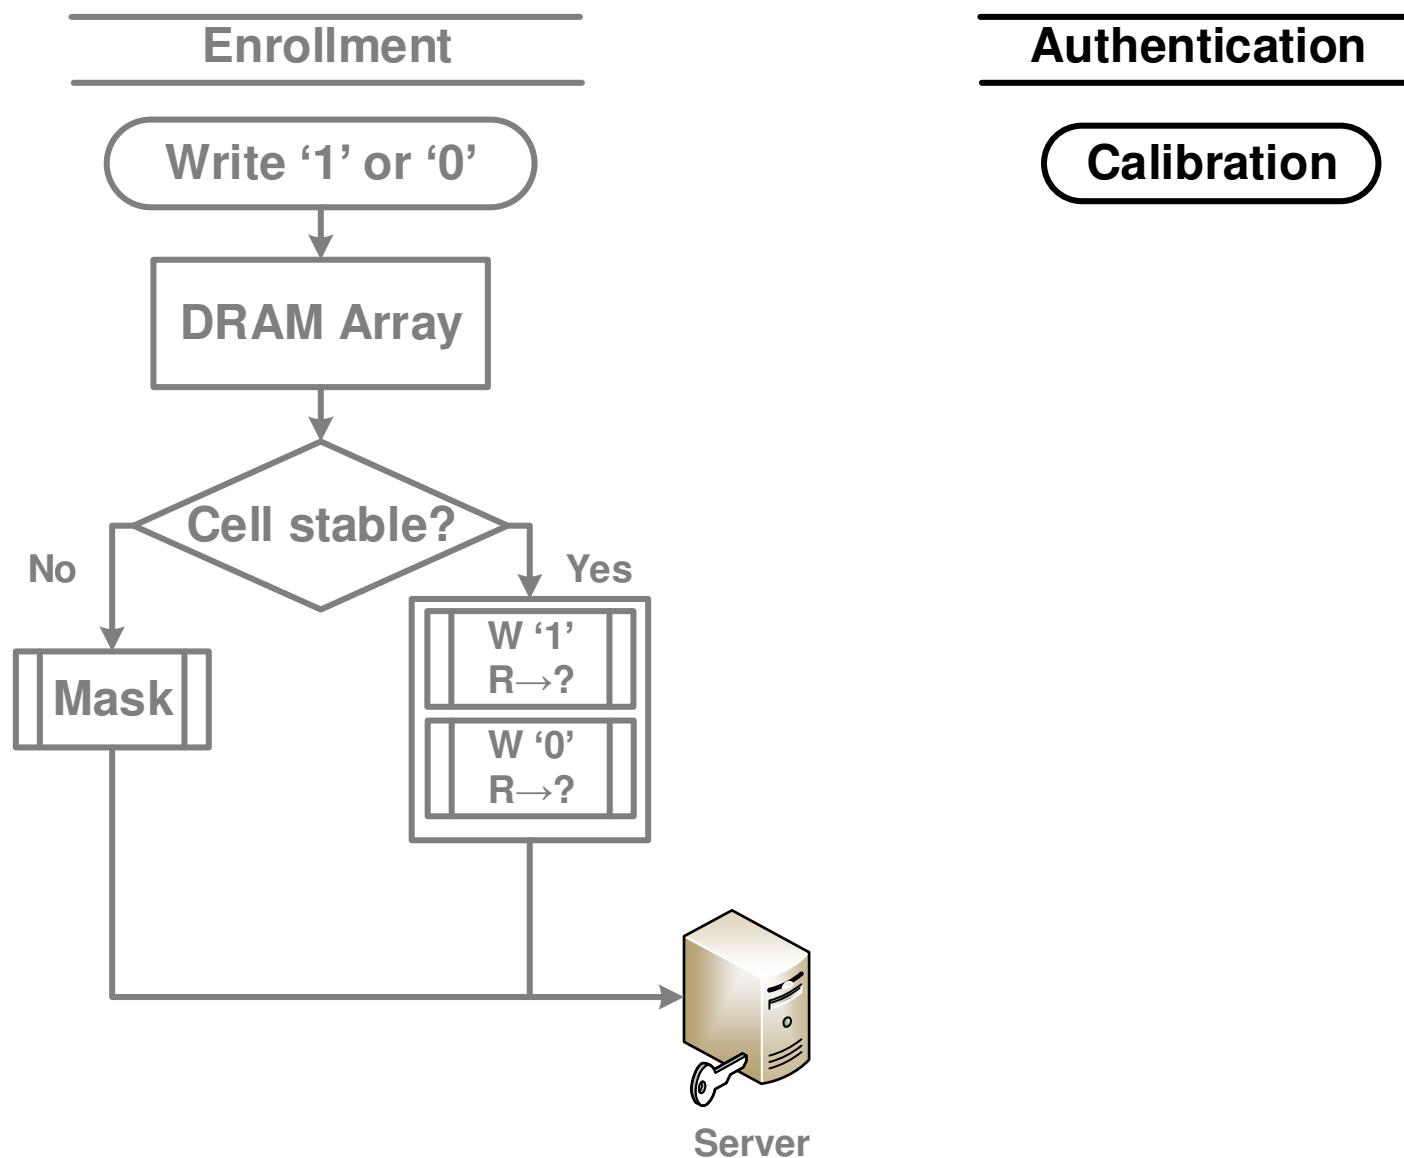 Enrollment
Authentication
Write ‘1’ or ‘0’
Calibration
DRAM Array
Cell stable?
No
Yes
W ‘1’
R→?
Mask
W ‘0’
R→?
Server